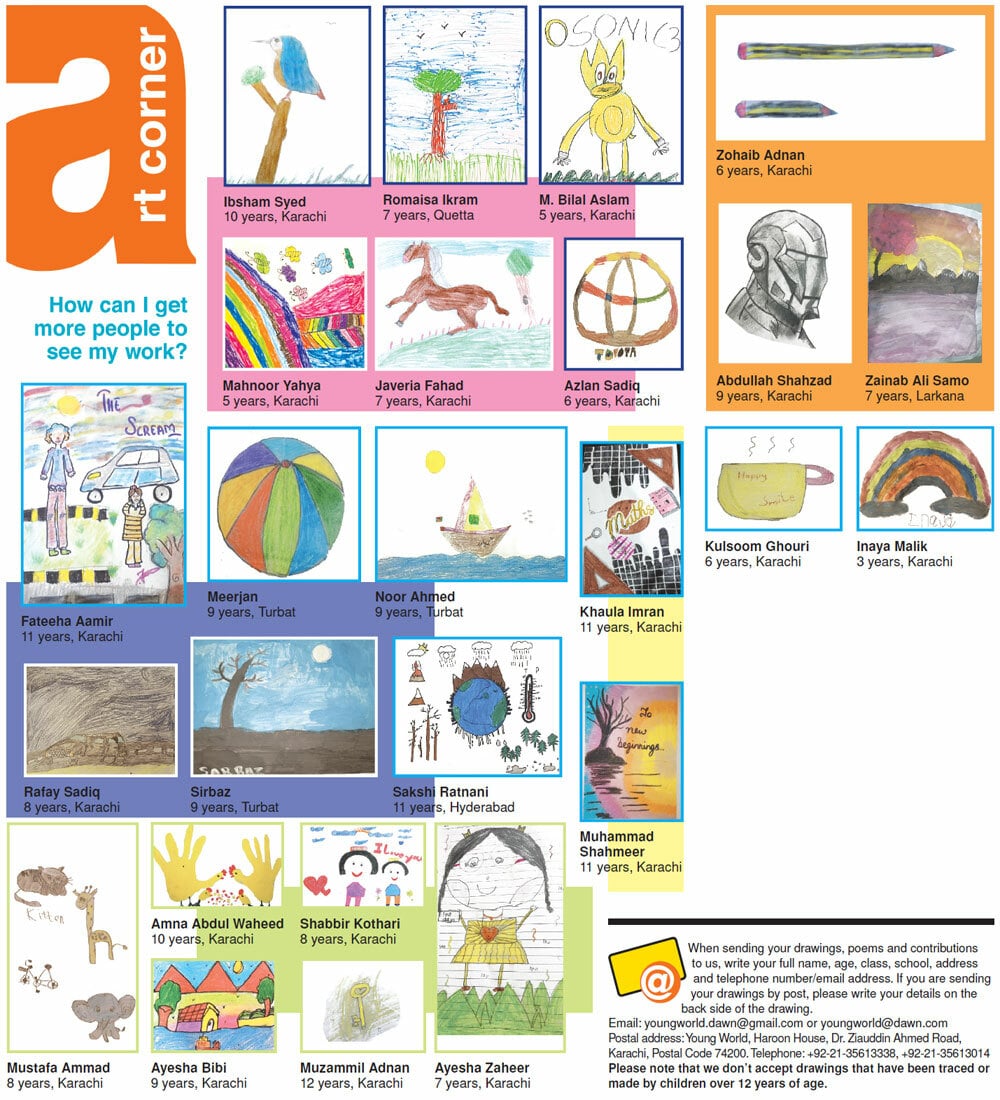 art corner
How can I get
more people to
see my work?
SONIC
Ibsham Syed
10 years, Karachi
Romaisa Ikram
7 years, Quetta
M. Bilal Aslam
5 years, Karachi
Zohaib Adnan
6 years, Karachi
TOYOTA
Mahnoor Yahya
5 years, Karachi
Javeria Fahad
7 years, Karachi
Azlan Sadiq
6 years, Karachi
Abdullah Shahzad
9 years, Karachi
Zainab Ali Samo
7 years, Larkana
THE
SCREAM
Fateeha Aamir
11 years, Karachi
Meerjan
9 years, Turbat
Noor Ahmed
9 years, Turbat
Maths
Khaula Imran
11 years, Karachi
Happy
Smile
Kulsoom Ghouri
6 years, Karachi
Inaya
Inaya Malik
3 years, Karachi
Rafay Sadiq
8 years, Karachi
Sirbaz
9 years, Turbat
Sakshi Ratnani
11 years, Hyderabad
To
new
Beginnings...
Muhammad
Shahmeer
11 years, Karachi
Kitten
Mustafa Ammad
8 years, Karachi
Amna Abdul Waheed
10 years, Karachi
I love you
Shabbir Kothari
8 years, Karachi
Ayesha Bibi
9 years, Karachi
Muzammil Adnan
12 years, Karachi
Ayesha Zaheer
7 years, Karachi
@
When sending your drawings, poems and contributions
to us, write your full name, age, class, school, address
and telephone number/email address. If you are sending
your drawings by post, please write your details on the
back side of the drawing.
Email: youngworld.dawn@gmail.com or youngworld@dawn.com
Postal address: Young World, Haroon House, Dr. Ziauddin Ahmed Road,
Karachi, Postal Code 74200. Telephone: +92-21-35613338, +92-21-35613014
Please note that we don't accept drawings that have been traced or
made by children over 12 years of age.